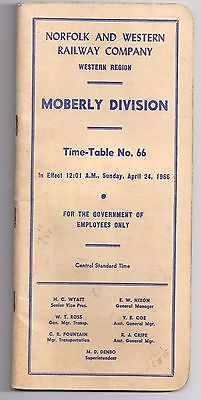 NORFOLK AND WESTERN
RAILWAY COMPANY
WESTERN REGION
MOBERLY DIVISION
Time-Table No. 66
In Effect 12:01 A.M., Sunday, April 24, 1966
FOR THE GOVERNMENT OF
EMPLOYEES ONLY
Central Standard Time
H. C. WYATT
Senior Vice Pres.
E. W. NIXON
General Manager
W. T. ROSS
Gen. Mgr. Transp.
V. E. COE
Asst. General Mgr.
C. R. FOUNTAIN
Mgr. Transportation
R. J. CRIPE
Asst. General Mgr.
M. D. DENBO
Superintendent